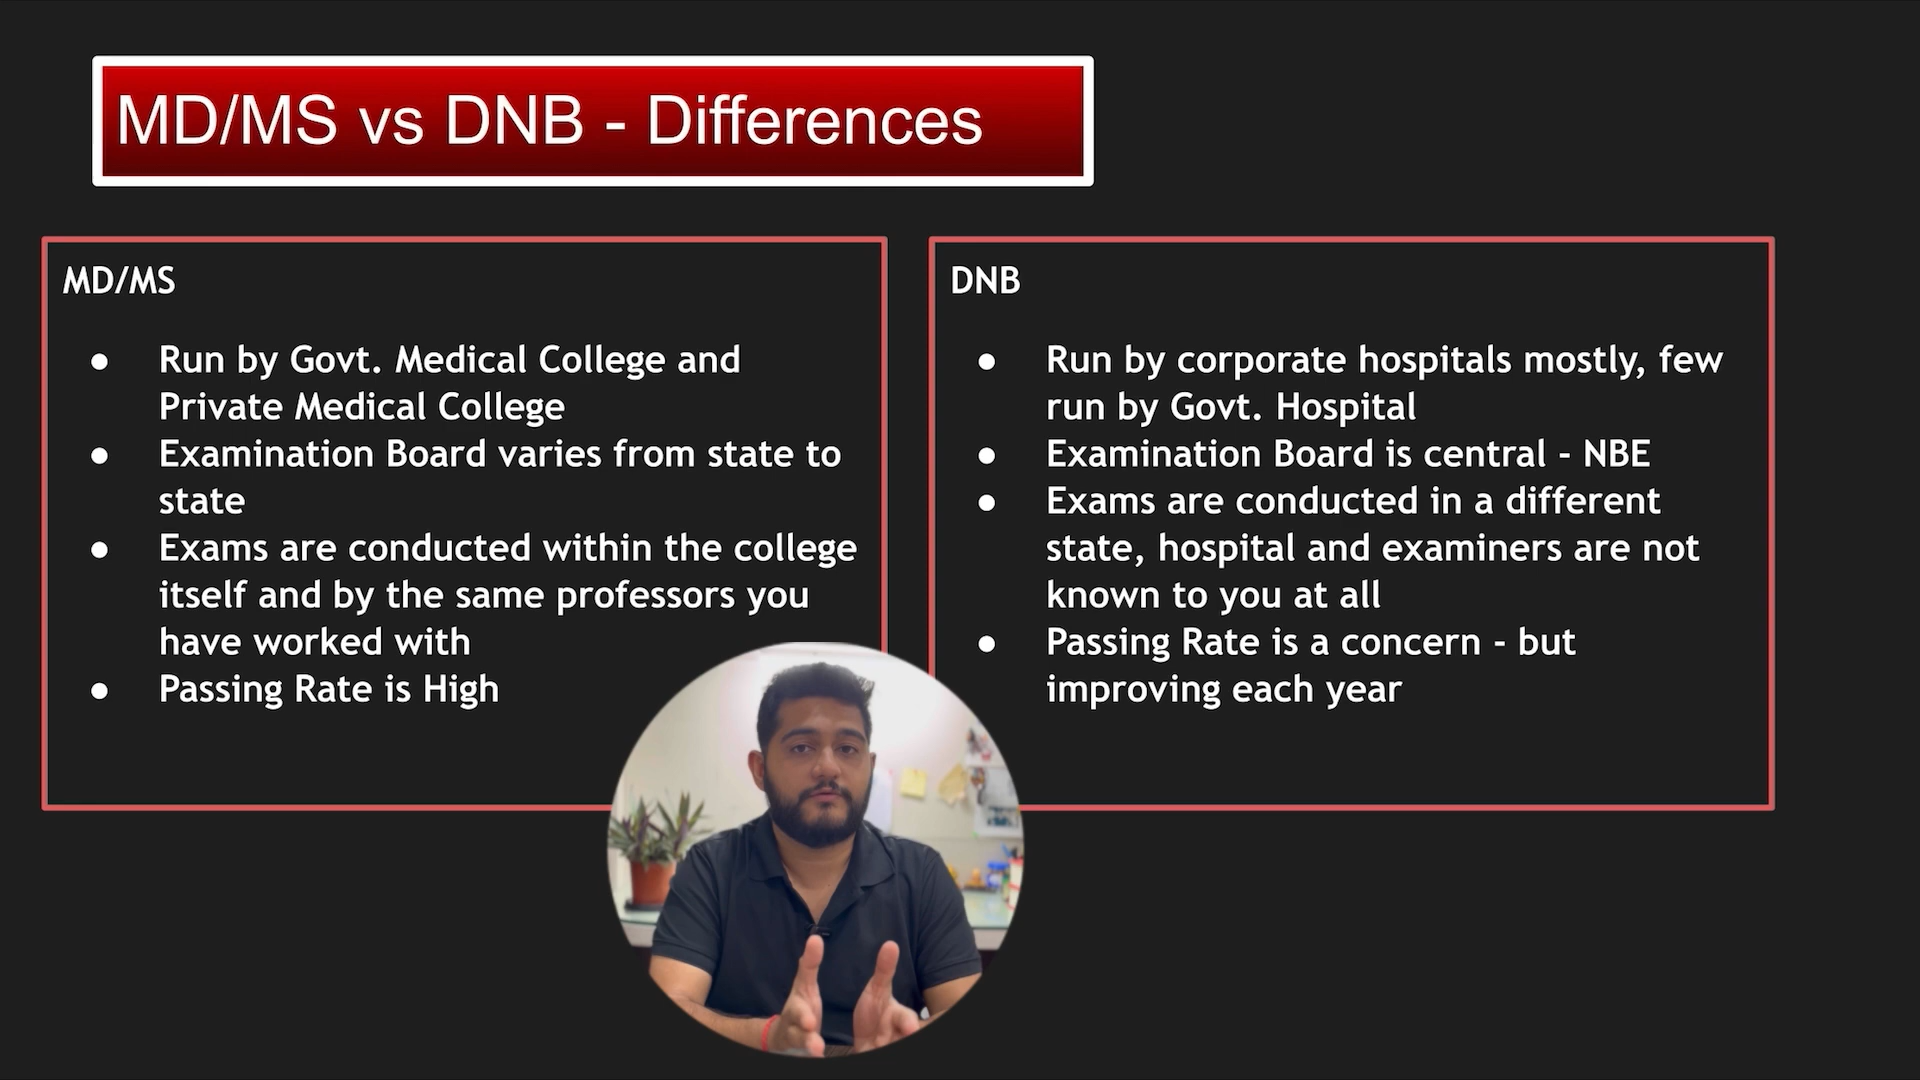 MD/MS vs DNB - Differences
MD/MS
● Run by Govt. Medical College and
Private Medical College
● Examination Board varies from state to
state
● Exams are conducted within the college
itself and by the same professors you
have worked with
● Passing Rate is High
DNB
● Run by corporate hospitals mostly, few
run by Govt. Hospital
● Examination Board is central - NBE
● Exams are conducted in a different
state, hospital and examiners are not
known to you at all
● Passing Rate is a concern - but
improving each year